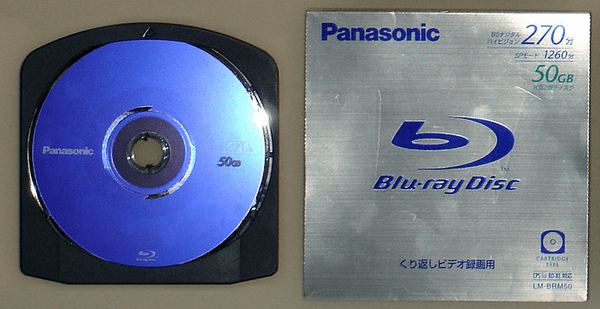 Panasonic
270
50GB
Panasonic
BSデジタル
ハイビジョン 270分
SPモード 1260分
50GB
片面2層ディスク
Blu-ray Disc
TM
くり返しビデオ録画用
CARTRIDGE
TYPE
LM-BRM50